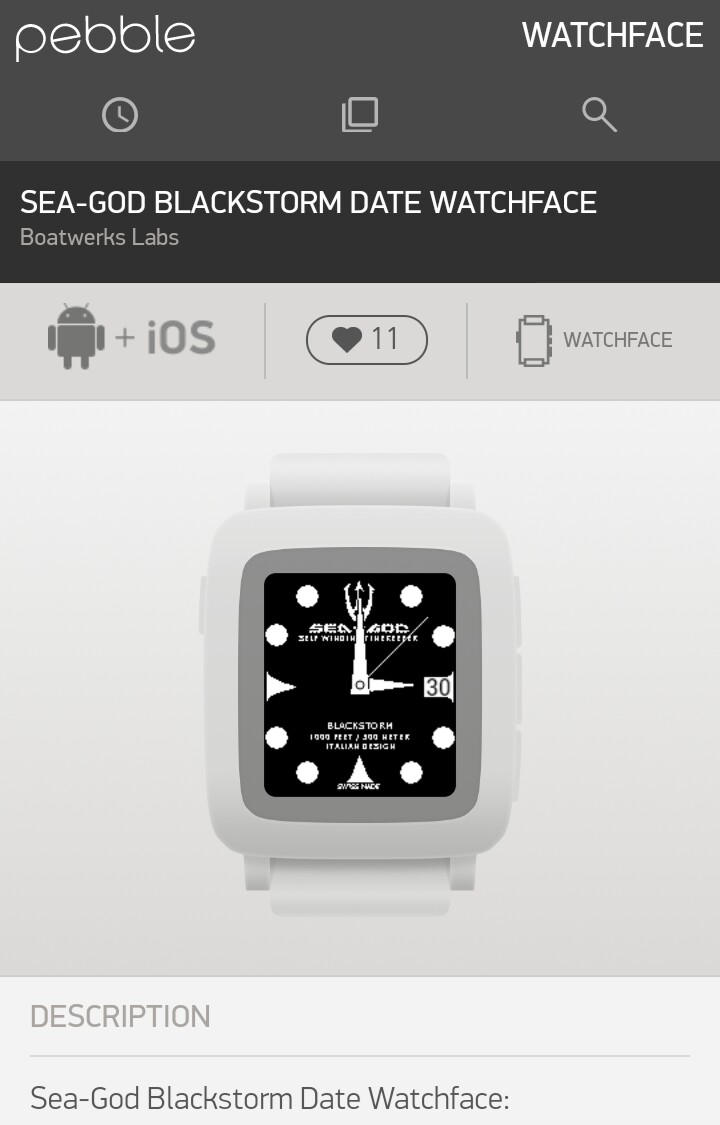 pebble
WATCHFACE
SEA-GOD BLACKSTORM DATE WATCHFACE
Boatwerks Labs
+ iOS
11
WATCHFACE
SEA-GOD
SELF WINDING TIMEKEEPER
30
BLACKSTORM
1000 FEET / 300 METER
ITALIAN DESIGN
SWISS MADE
DESCRIPTION
Sea-God Blackstorm Date Watchface: